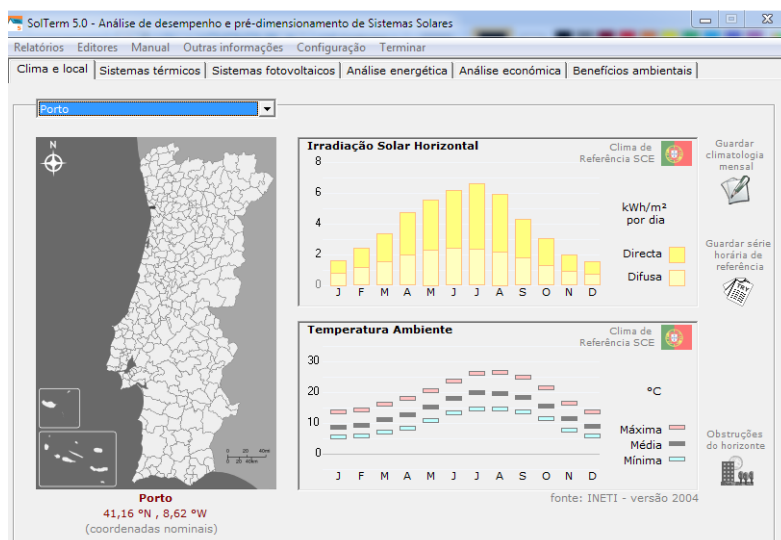 SolTerm 5.0 - Análise de desempenho e pré-dimensionamento de Sistemas Solares
Relatórios Editores Manual Outras informações Configuração Terminar
Clima e local Sistemas térmicos Sistemas fotovoltaicos Análise energética Análise económica Benefícios ambientais
Porto
N
Irradiação Solar Horizontal
Clima de
Referência SCE
8
6
4
2
0
kWh/m²
por dia
Directa
Difusa
J F M A M J J A S O N D
Guardar
climatologia
mensal
Guardar série
horária de
referência
TRY
Temperatura Ambiente
Clima de
Referência SCE
30
20
10
0
°C
Máxima
Média
Mínima
J F M A M J J A S O N D
Obstruções
do horizonte
fonte: INETI - versão 2004
Porto
41,16 °N , 8,62 °W
(coordenadas nominais)